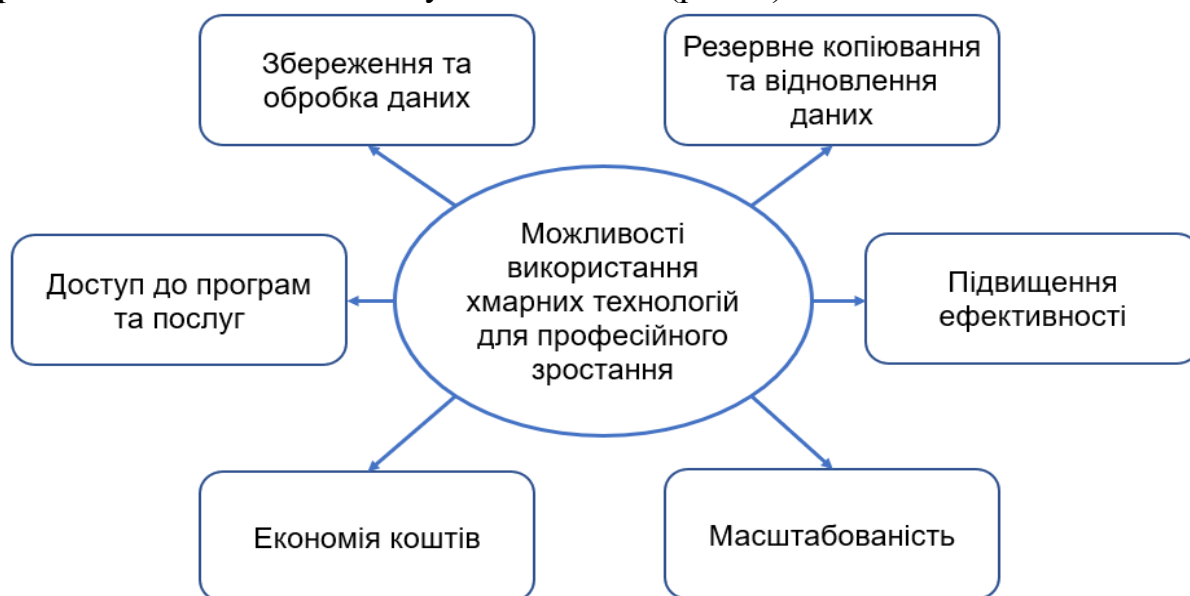 Збереження та
обробка даних
Резервне копіювання
та відновлення
даних
Можливості
використання
хмарних технологій
для професійного
зростання
Доступ до програм
та послуг
Підвищення
ефективності
Економія коштів
Масштабованість